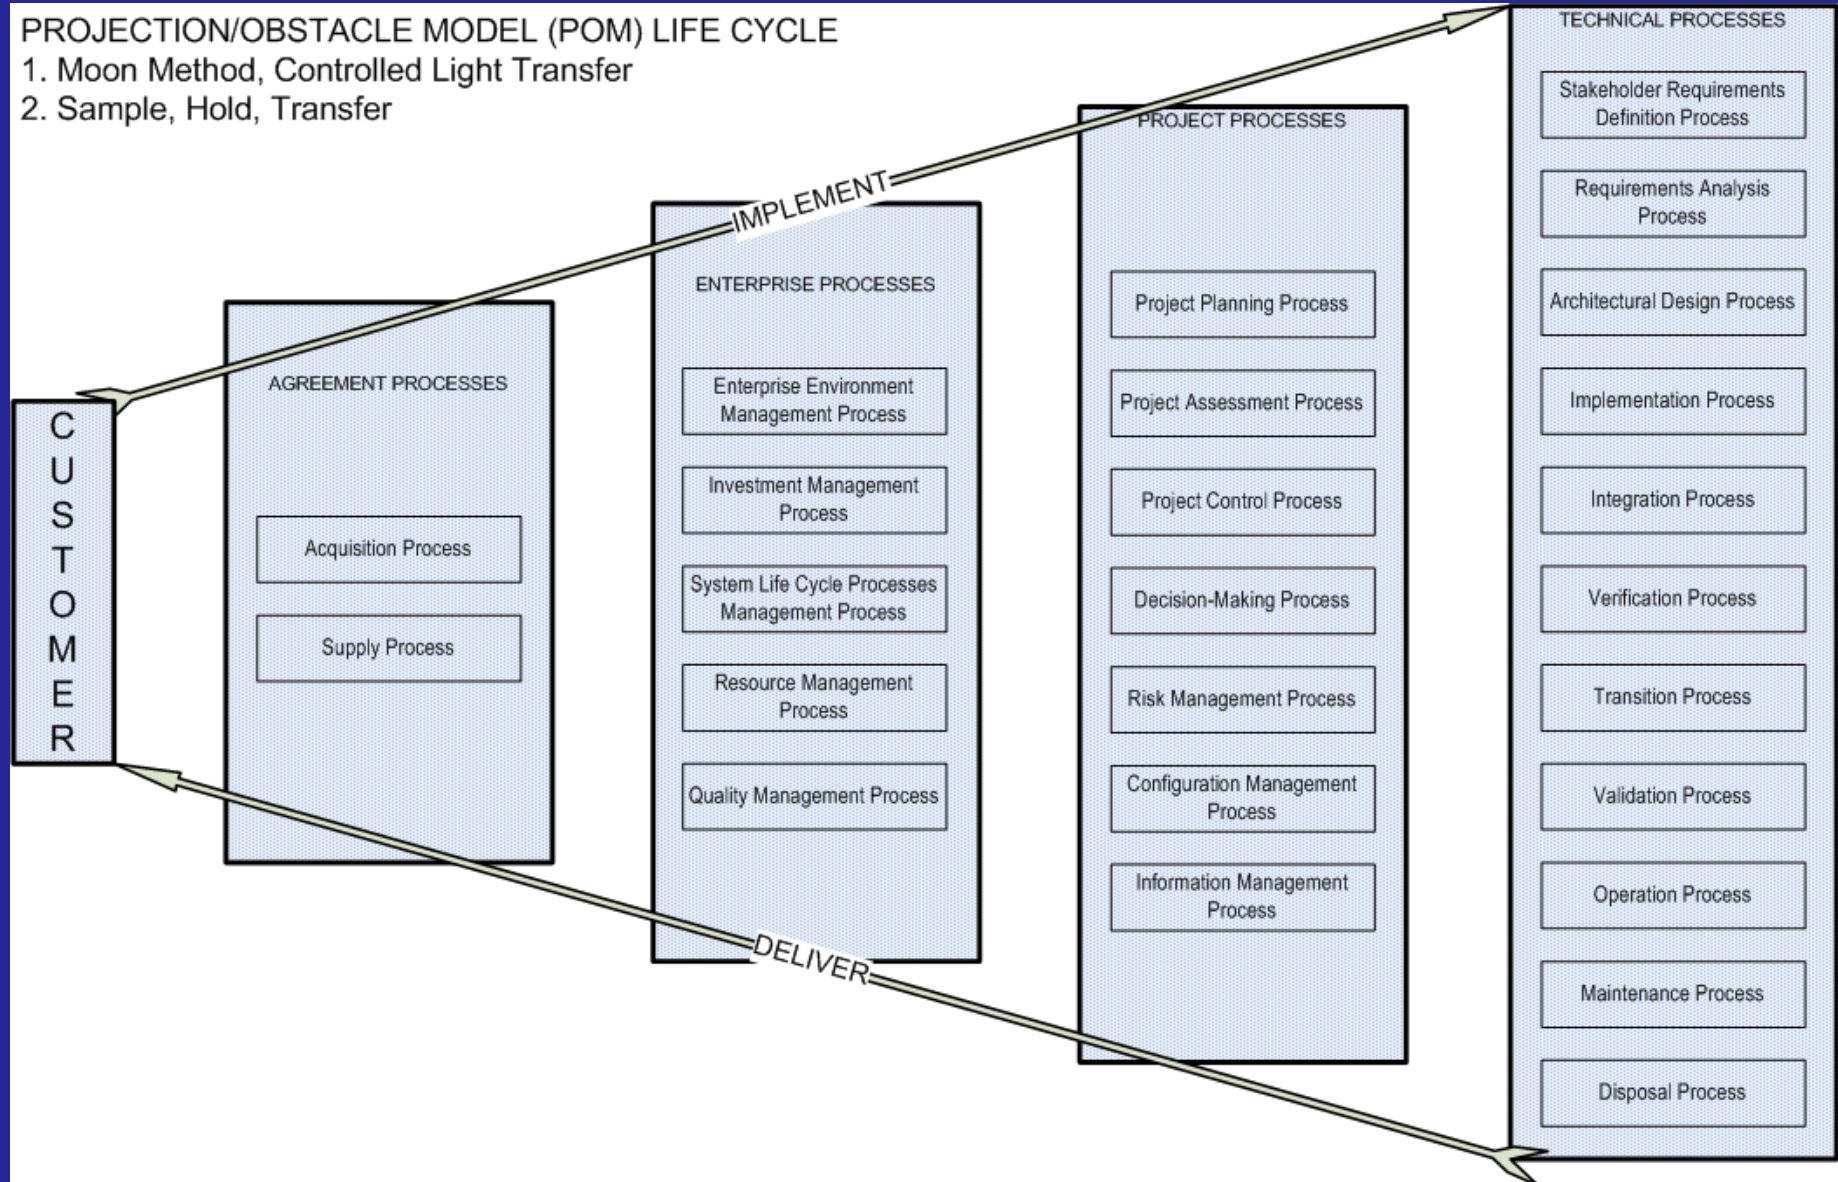 PROJECTION/OBSTACLE MODEL (POM) LIFE CYCLE
1. Moon Method, Controlled Light Transfer
2. Sample, Hold, Transfer
CUSTOMER
IMPLEMENT
DELIVER
AGREEMENT PROCESSES
Acquisition Process
Supply Process
ENTERPRISE PROCESSES
Enterprise Environment
Management Process
Investment Management
Process
System Life Cycle Processes
Management Process
Resource Management
Process
Quality Management Process
PROJECT PROCESSES
Project Planning Process
Project Assessment Process
Project Control Process
Decision-Making Process
Risk Management Process
Configuration Management
Process
Information Management
Process
TECHNICAL PROCESSES
Stakeholder Requirements
Definition Process
Requirements Analysis
Process
Architectural Design Process
Implementation Process
Integration Process
Verification Process
Transition Process
Validation Process
Operation Process
Maintenance Process
Disposal Process